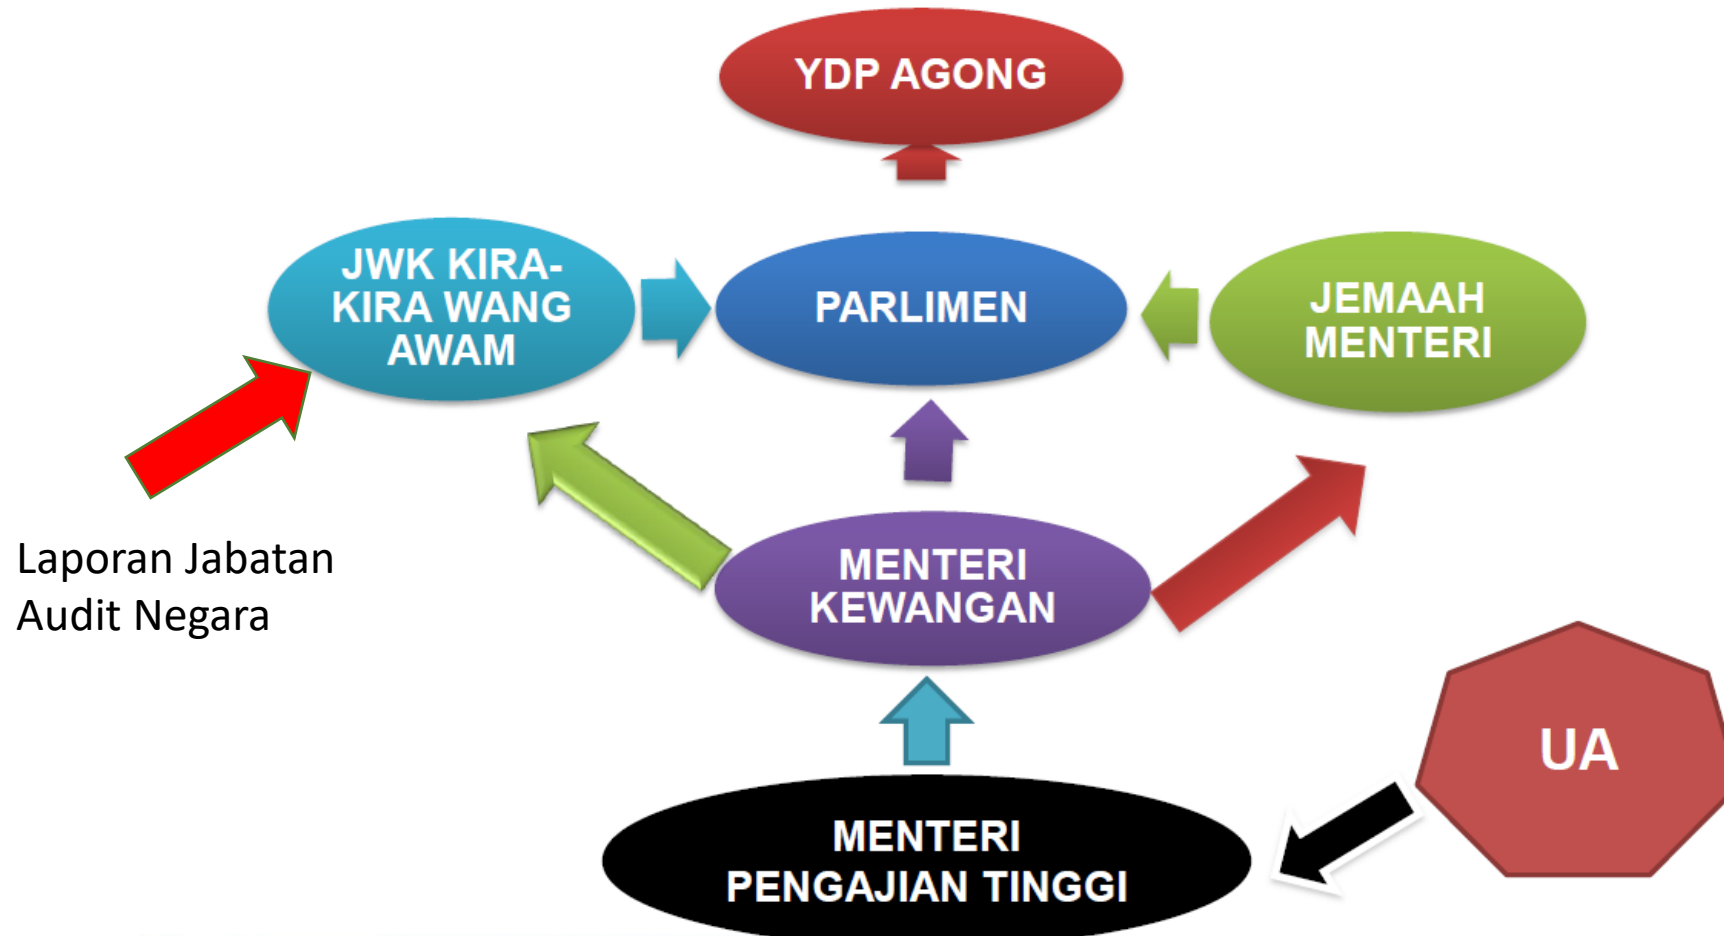 YDP AGONG
JWK KIRA-
KIRA WANG
AWAM
PARLIMEN
JEMAAH
MENTERI
Laporan Jabatan
Audit Negara
MENTERI
KEWANGAN
UA
MENTERI
PENGAJIAN TINGGI